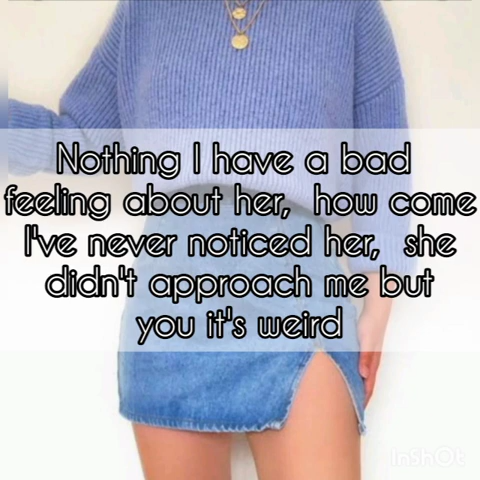 Nothing I have a bad
feeling about her, how come
I've never noticed her, she
didn't approach me but
you it's weird
InShOt